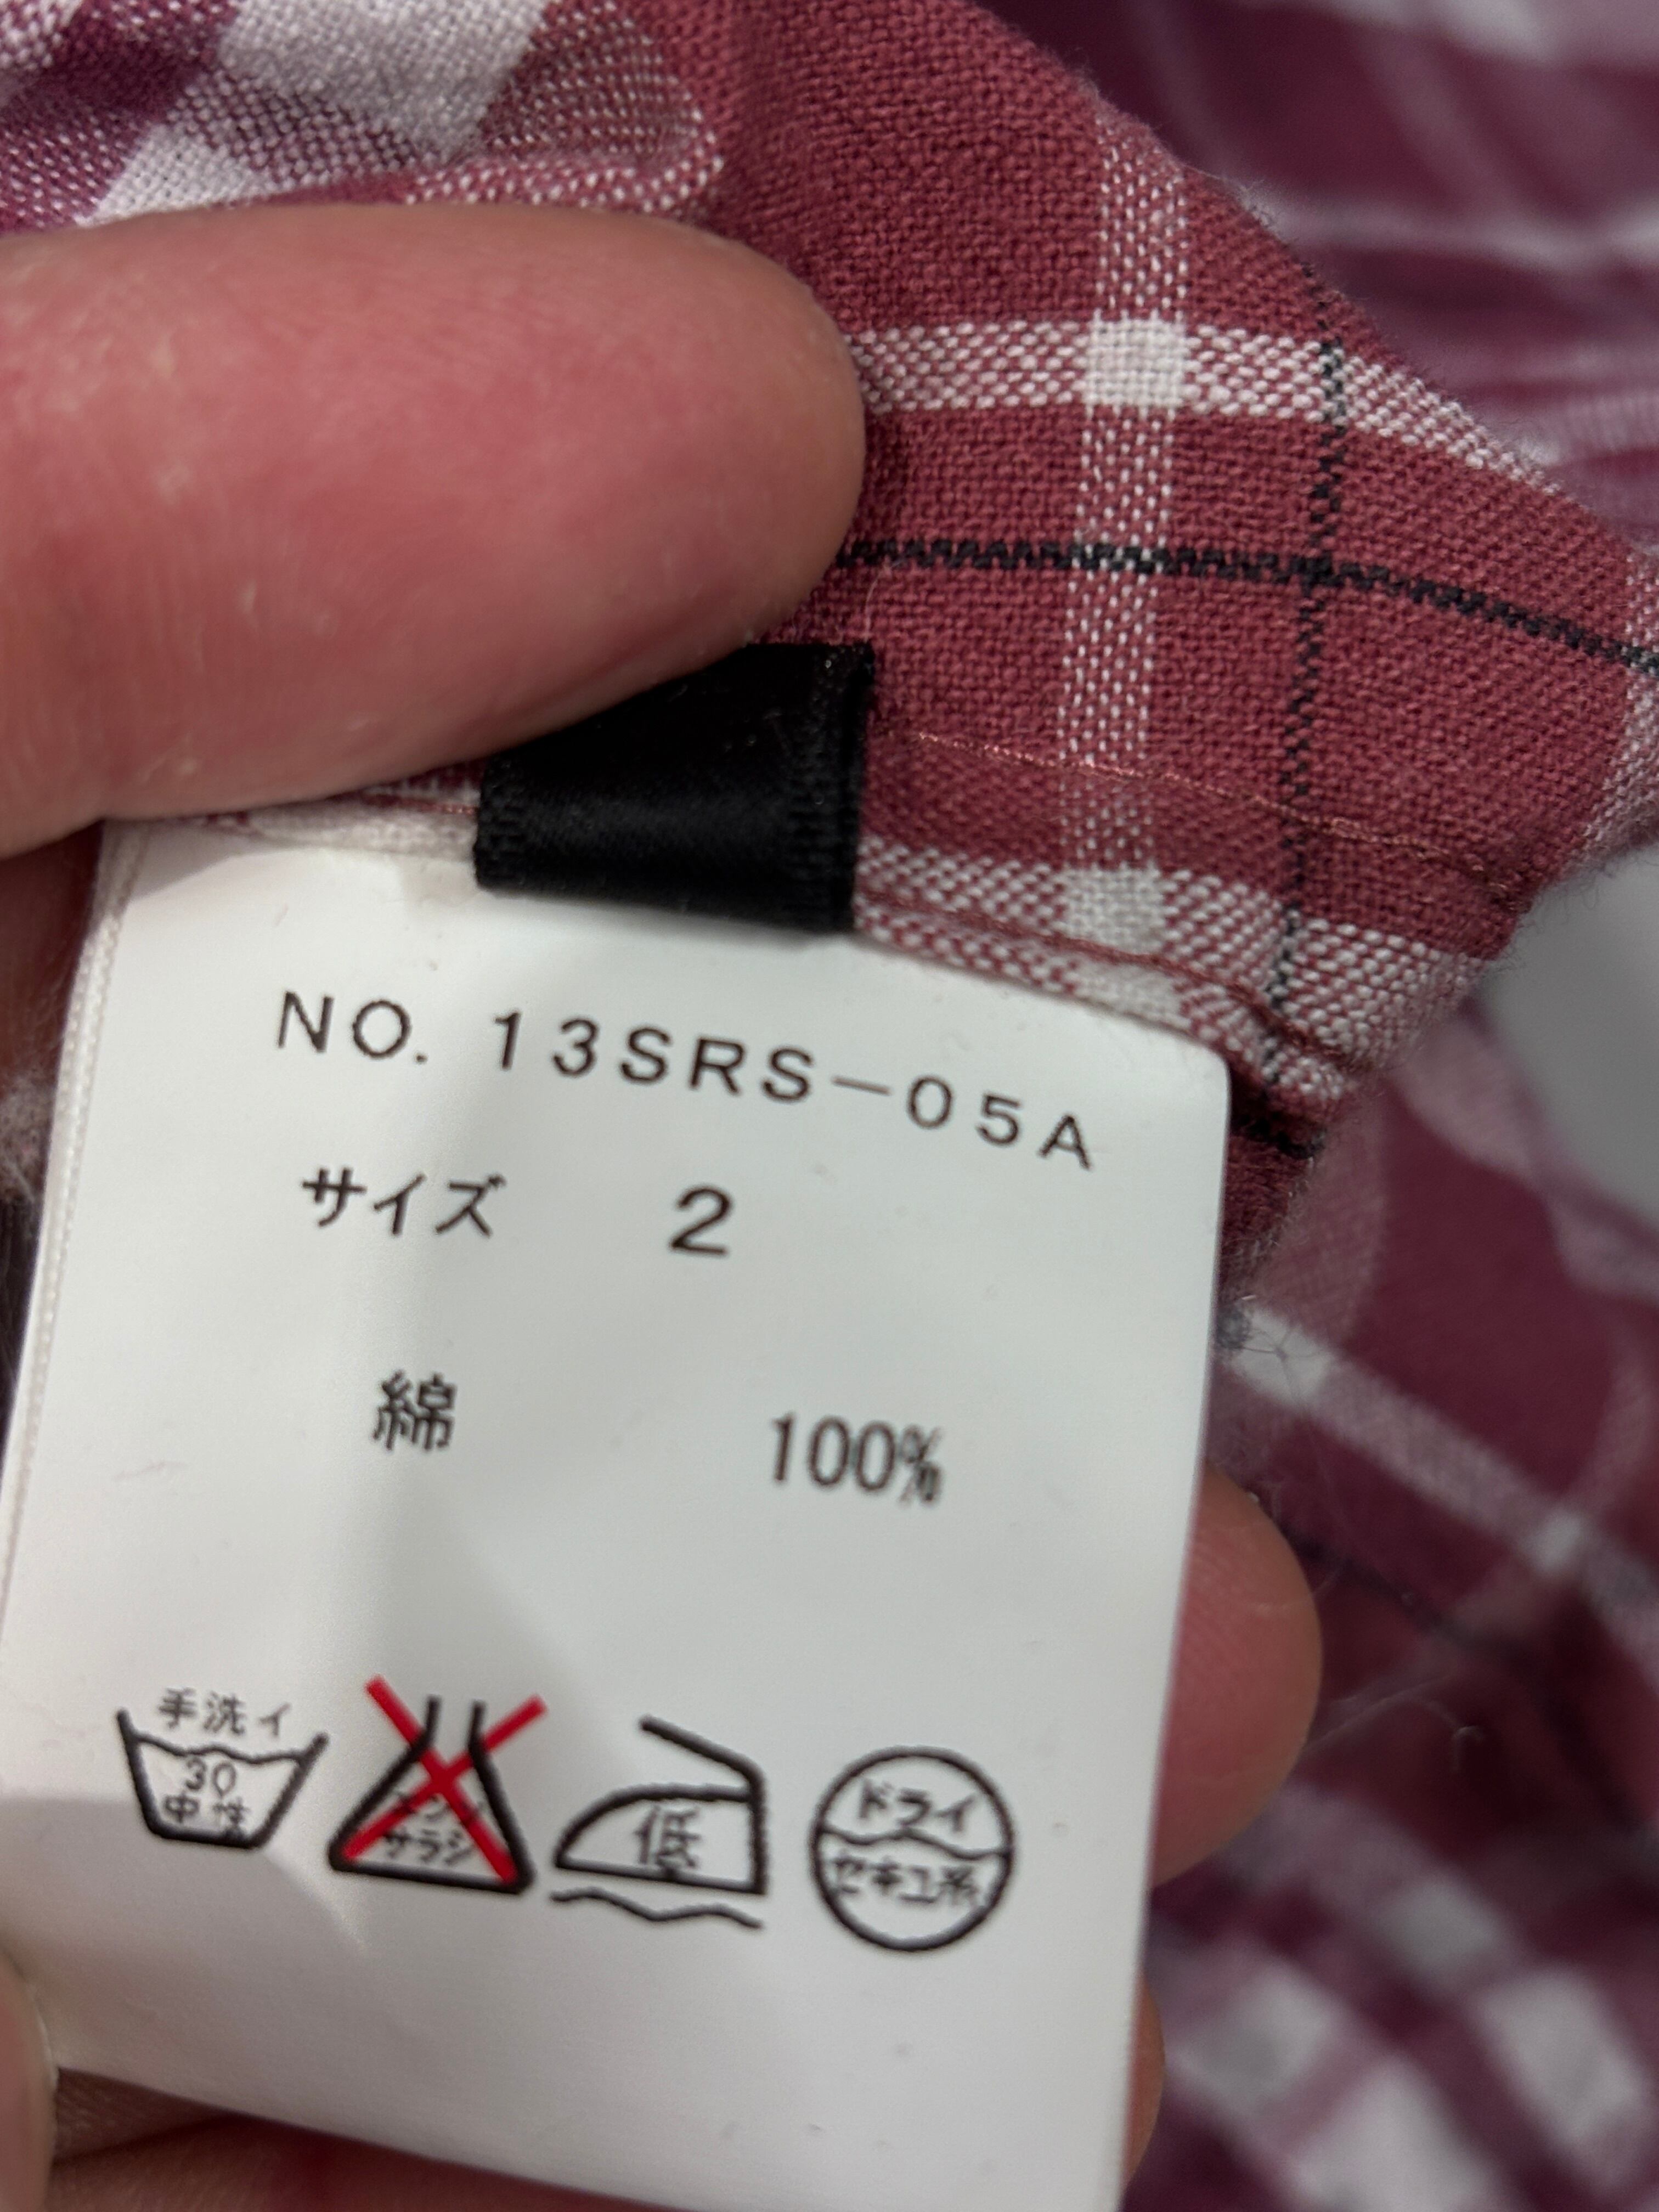 NO. 13SRS-05A
サイズ 2
綿 100%
手洗イ
30
中性
エンソ
サラシ
低
ドライ
セキユ系